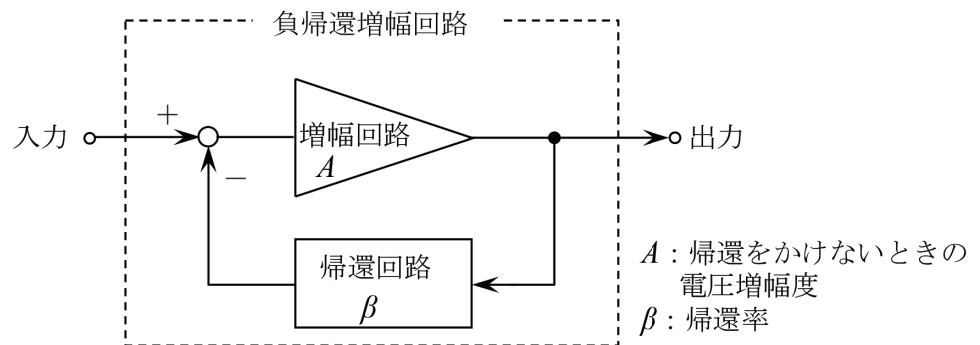 負帰還増幅回路
入力
+
−
増幅回路
A
出力
帰還回路
β
A：帰還をかけないときの
電圧増幅度
β：帰還率